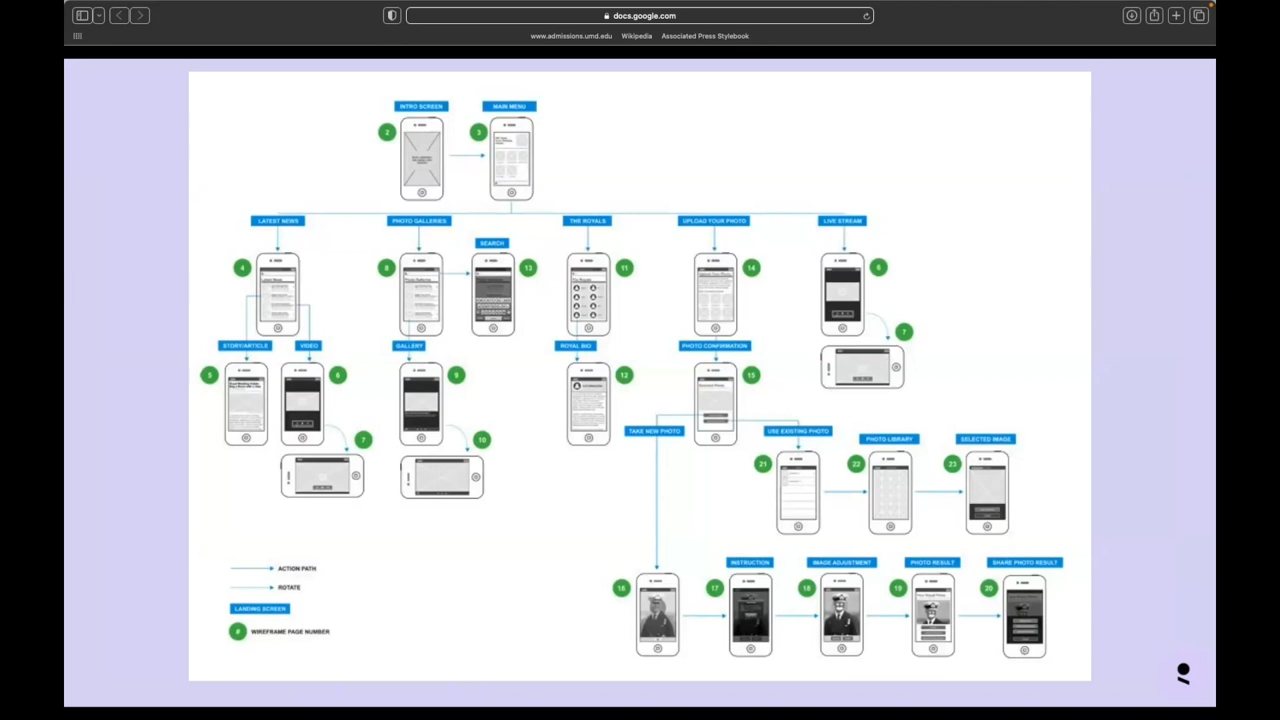 docs.google.com
www.admissions.umd.edu Wikipedia Associated Press Stylebook
INTRO SCREEN
MAIN MENU
2
3
LATEST NEWS
PHOTO GALLERIES
THE ROYALS
UPLOAD YOUR PHOTO
LIVE STREAM
SEARCH
4
8
13
11
14
6
7
STORY/ARTICLE
VIDEO
GALLERY
ROYAL BIO
PHOTO CONFIRMATION
5
6
9
12
15
TAKE NEW PHOTO
USE EXISTING PHOTO
PHOTO LIBRARY
SELECTED IMAGE
7
10
21
22
23
INSTRUCTION
IMAGE ADJUSTMENT
PHOTO RESULT
SHARE PHOTO RESULT
16
17
18
19
20
ACTION PATH
ROTATE
LANDING SCREEN
# WIREFRAME PAGE NUMBER